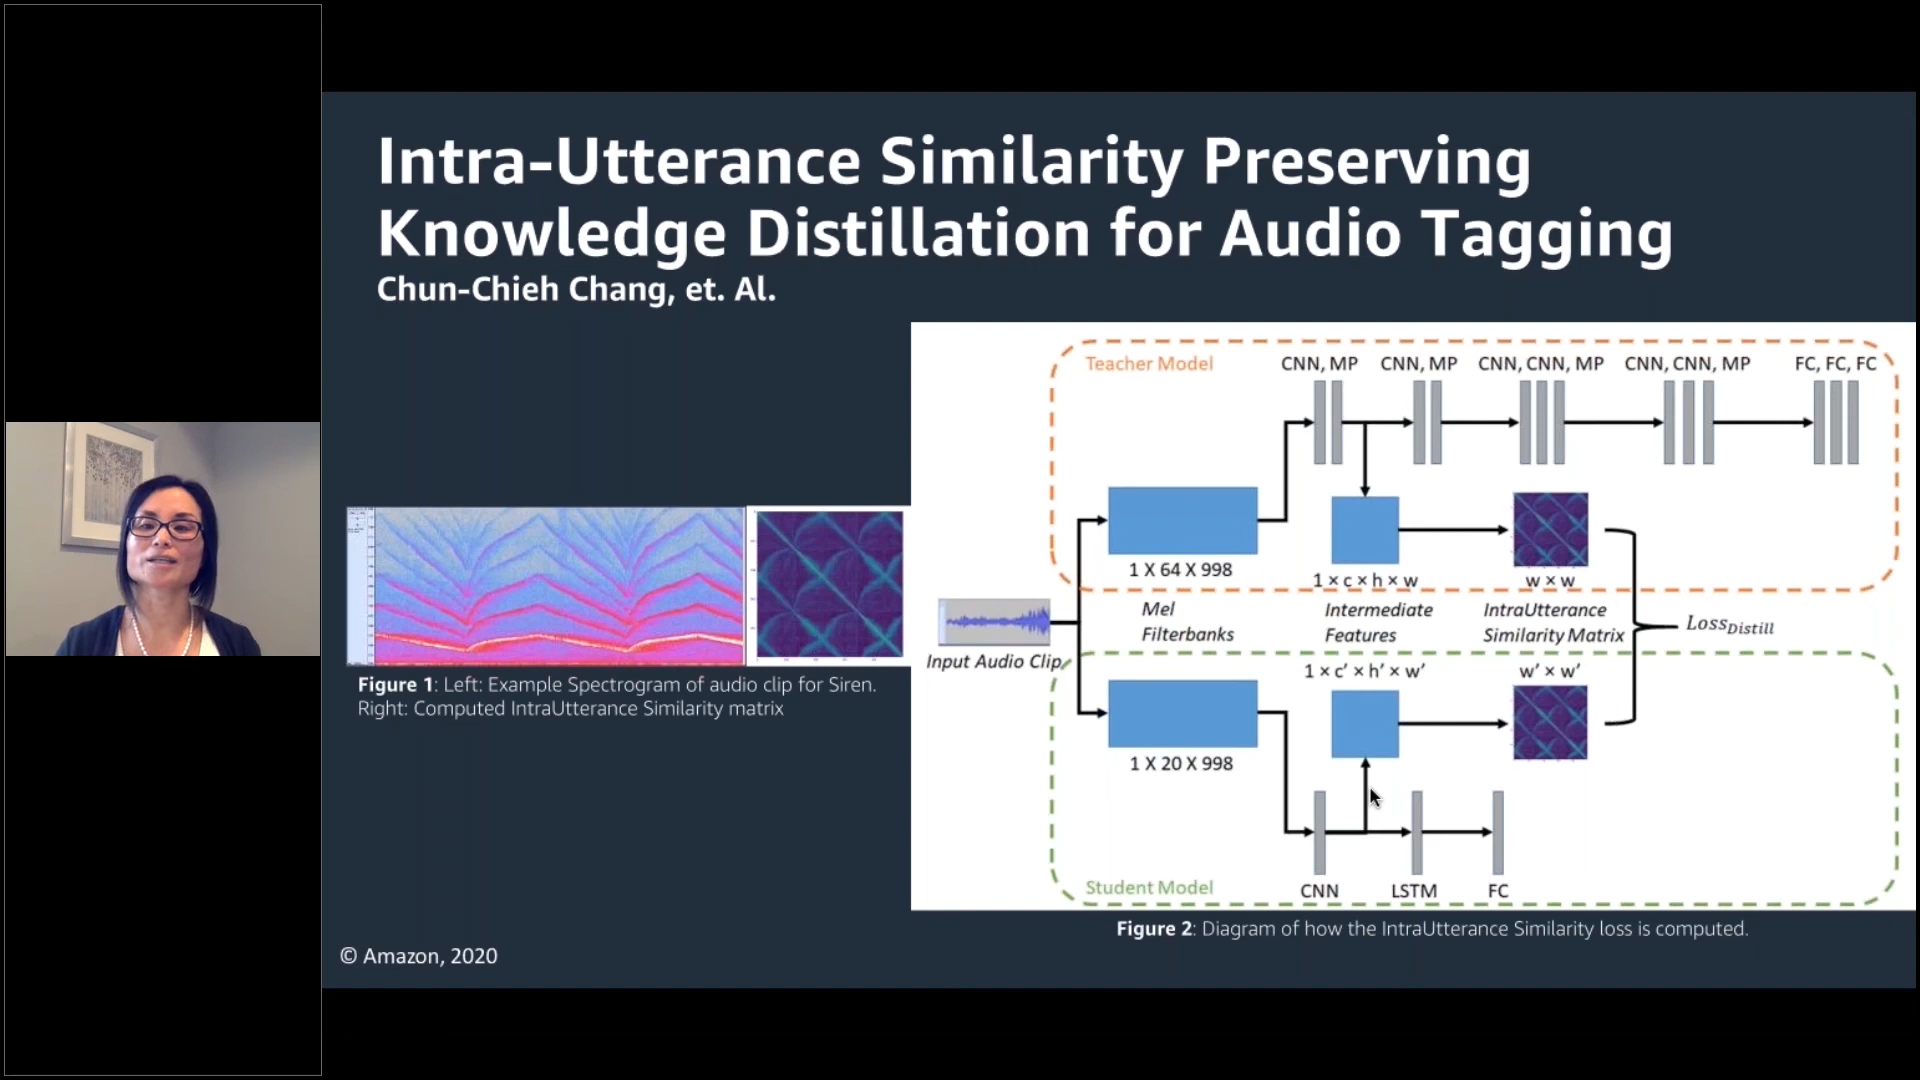 Intra-Utterance Similarity Preserving
Knowledge Distillation for Audio Tagging
Chun-Chieh Chang, et. Al.
Figure 1: Left: Example Spectrogram of audio clip for Siren.
Right: Computed IntraUtterance Similarity matrix
Teacher Model
CNN, MP
CNN, MP
CNN, CNN, MP
CNN, CNN, MP
FC, FC, FC
1 X 64 X 998
1 × c × h × w
w × w
Input Audio Clip
Mel
Filterbanks
Intermediate
Features
IntraUtterance
Similarity Matrix
Loss_Distill
1 × c’ × h’ × w’
w’ × w’
1 X 20 X 998
CNN
LSTM
FC
Student Model
Figure 2: Diagram of how the IntraUtterance Similarity loss is computed.
© Amazon, 2020